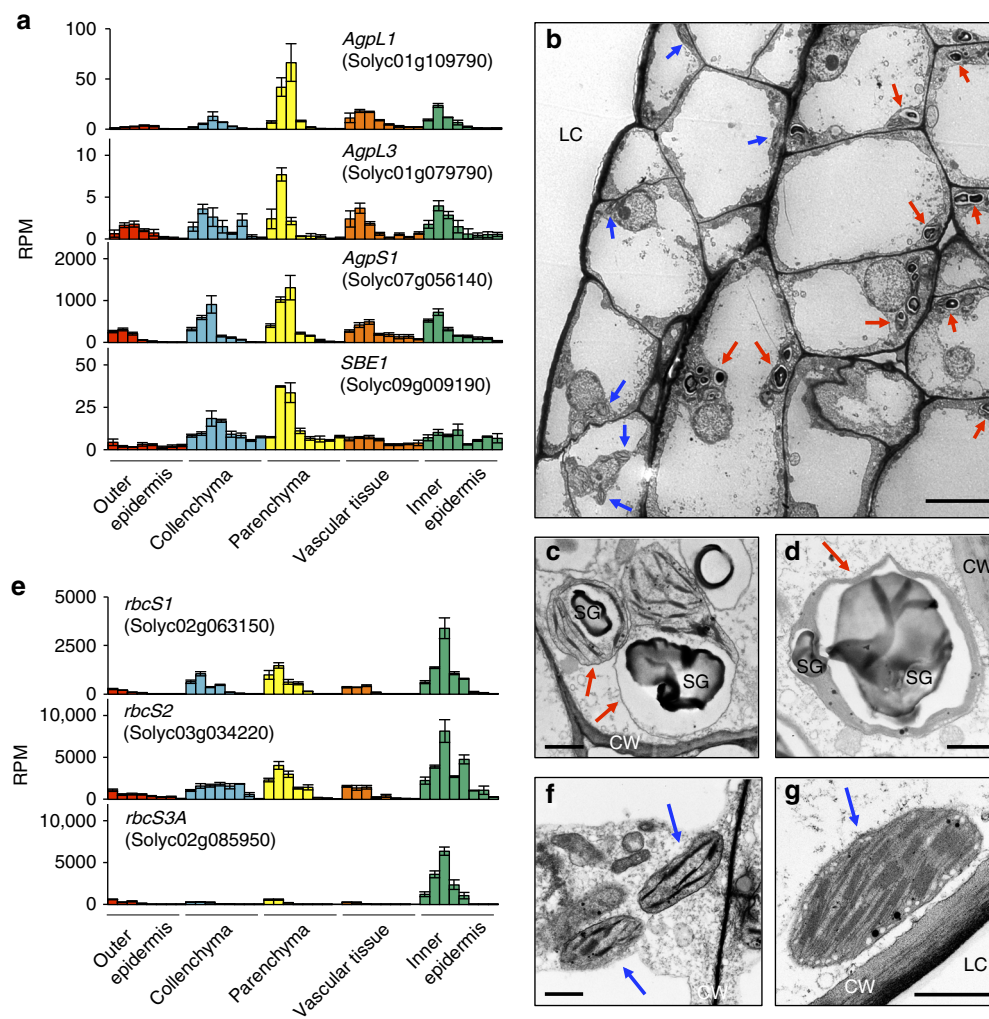 a
RPM
100
50
0
AgpL1
(Solyc01g109790)
10
5
0
AgpL3
(Solyc01g079790)
2000
1000
0
AgpS1
(Solyc07g056140)
50
25
0
SBE1
(Solyc09g009190)
Outer
epidermis
Collenchyma
Parenchyma
Vascular tissue
Inner
epidermis
b
LC
c
SG
SG
CW
d
CW
SG
SG
e
RPM
5000
2500
0
rbcS1
(Solyc02g063150)
10,000
5000
0
rbcS2
(Solyc03g034220)
10,000
5000
0
rbcS3A
(Solyc02g085950)
Outer
epidermis
Collenchyma
Parenchyma
Vascular tissue
Inner
epidermis
f
CW
g
CW
LC